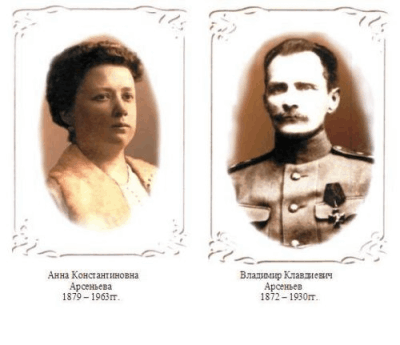 Анна Константиновна
Арсеньева
1879 – 1963гг.
Владимир Клавдиевич
Арсеньев
1872 – 1930гг.